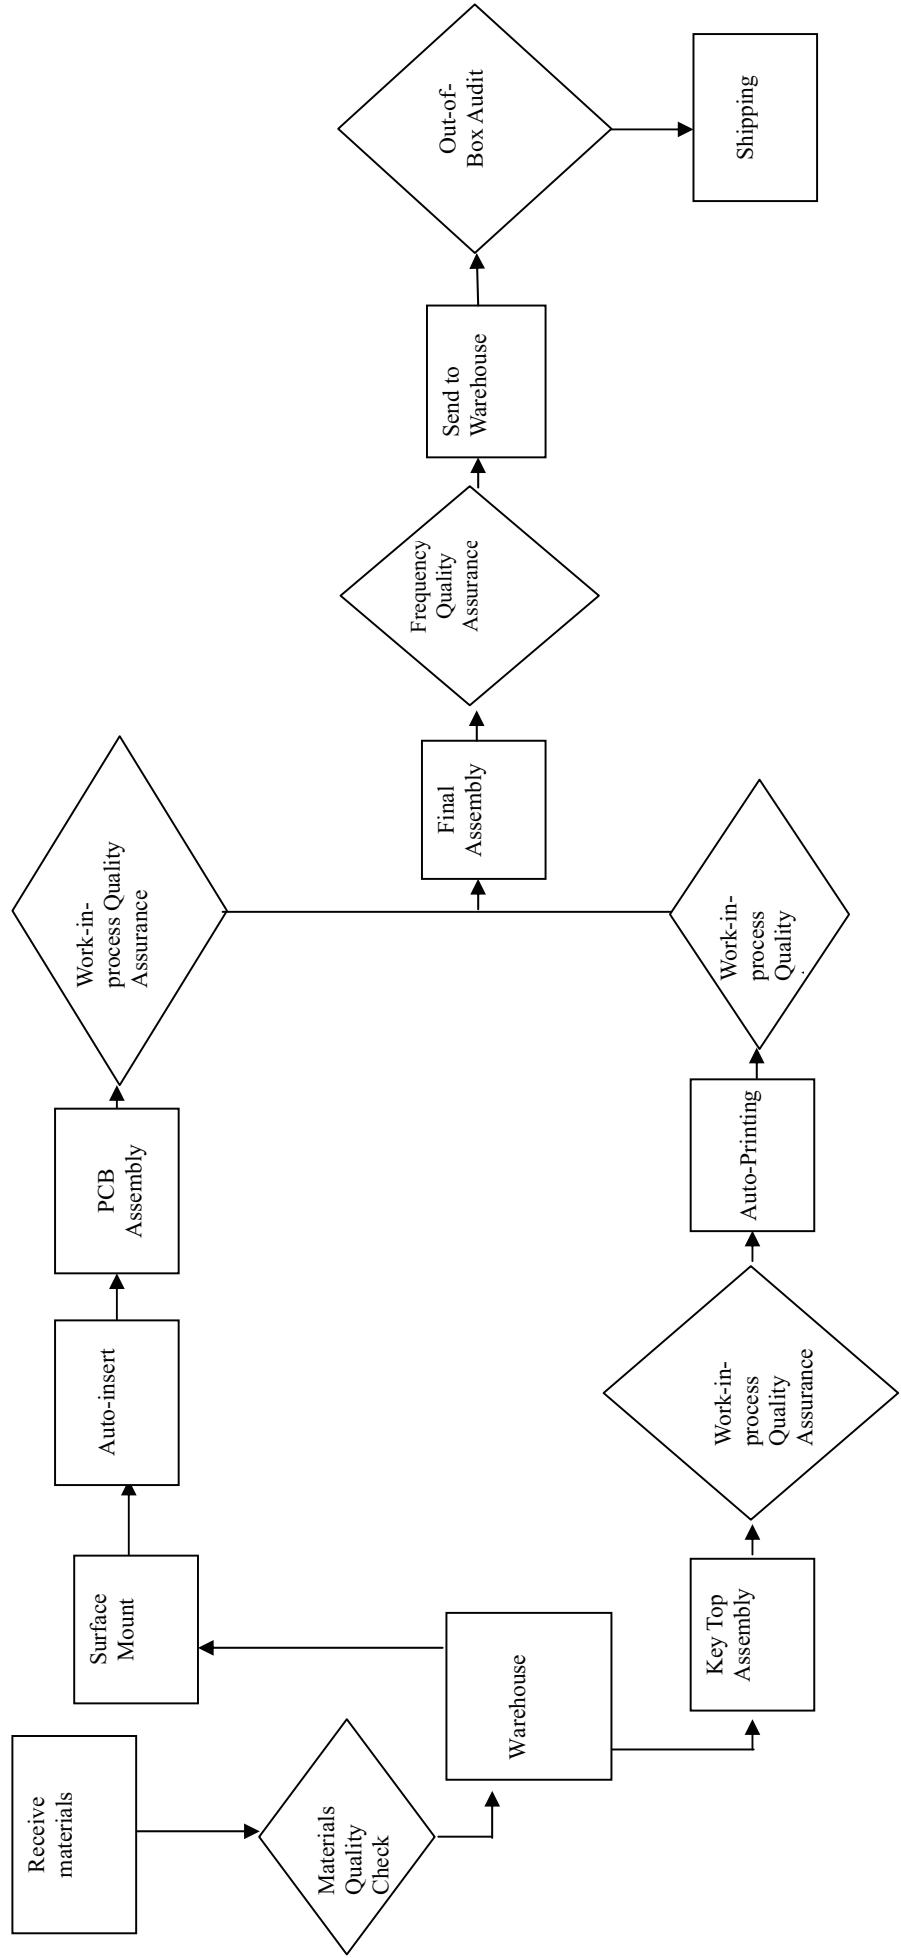 Receive
materials
Materials
Quality
Check
Warehouse
Surface
Mount
Auto-insert
PCB
Assembly
Work-in-
process Quality
Assurance
Key Top
Assembly
Work-in-
process
Quality
Assurance
Auto-Printing
Work-in-
process
Quality
Final
Assembly
Frequency
Quality
Assurance
Send to
Warehouse
Out-of-
Box Audit
Shipping